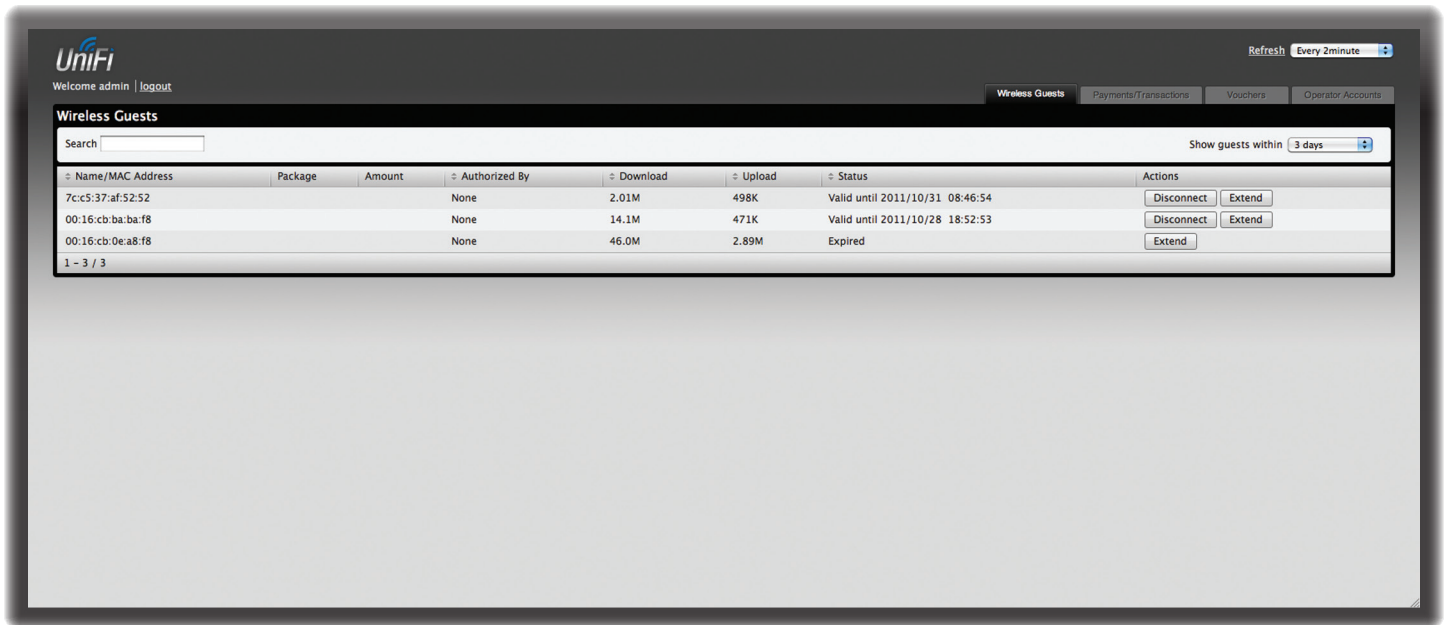 UniFi
Refresh Every 2minute
Welcome admin | logout
Wireless Guests Payments/Transactions Vouchers Operator Accounts
Wireless Guests
Search Show guests within 3 days
Name/MAC Address Package Amount Authorized By Download Upload Status Actions
7c:c5:37:af:52:52 None 2.01M 498K Valid until 2011/10/31 08:46:54 Disconnect Extend
00:16:cb:ba:ba:f8 None 14.1M 471K Valid until 2011/10/28 18:52:53 Disconnect Extend
00:16:cb:0e:a8:f8 None 46.0M 2.89M Expired Extend
1 - 3 / 3